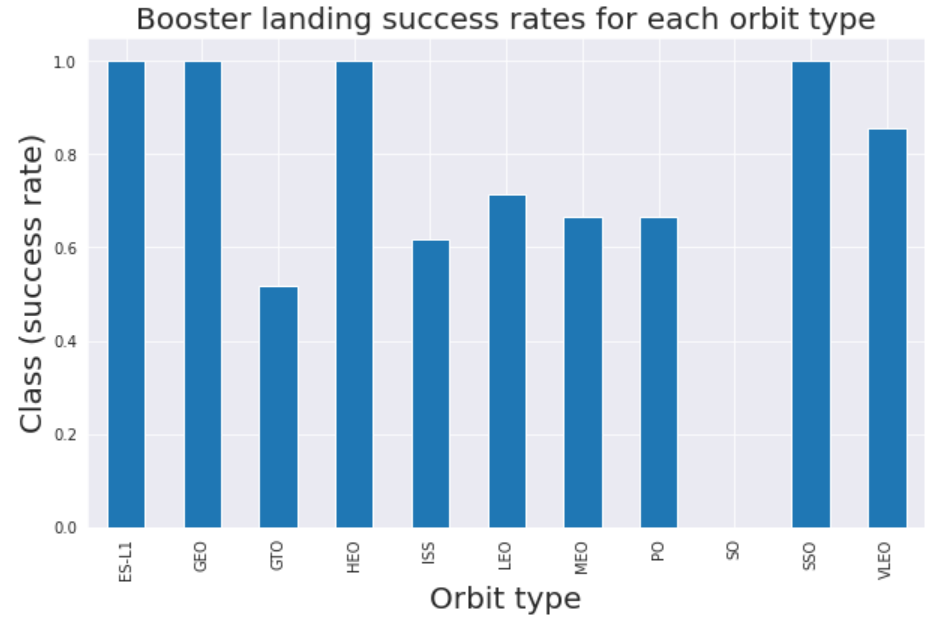 Booster landing success rates for each orbit type
Class (success rate)
1.0
0.8
0.6
0.4
0.2
0.0
ES-L1
GEO
GTO
HEO
ISS
LEO
MEO
PO
SO
SSO
VLEO
Orbit type